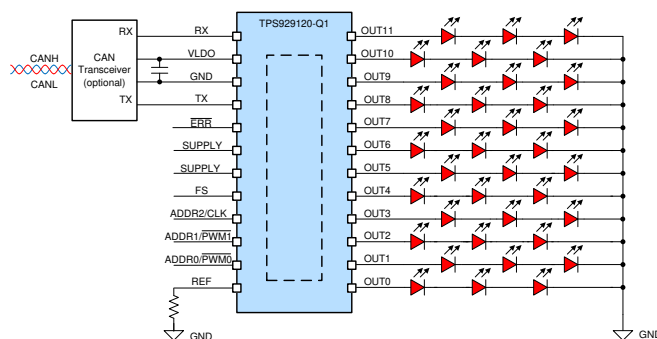 TPS929120-Q1
CANH
CANL
RX
CAN
Transceiver
(optional)
TX
RX
VLDO
GND
TX
ERR
SUPPLY
SUPPLY
FS
ADDR2/CLK
ADDR1/PWM1
ADDR0/PWM0
REF
GND
OUT11
OUT10
OUT9
OUT8
OUT7
OUT6
OUT5
OUT4
OUT3
OUT2
OUT1
OUT0
GND